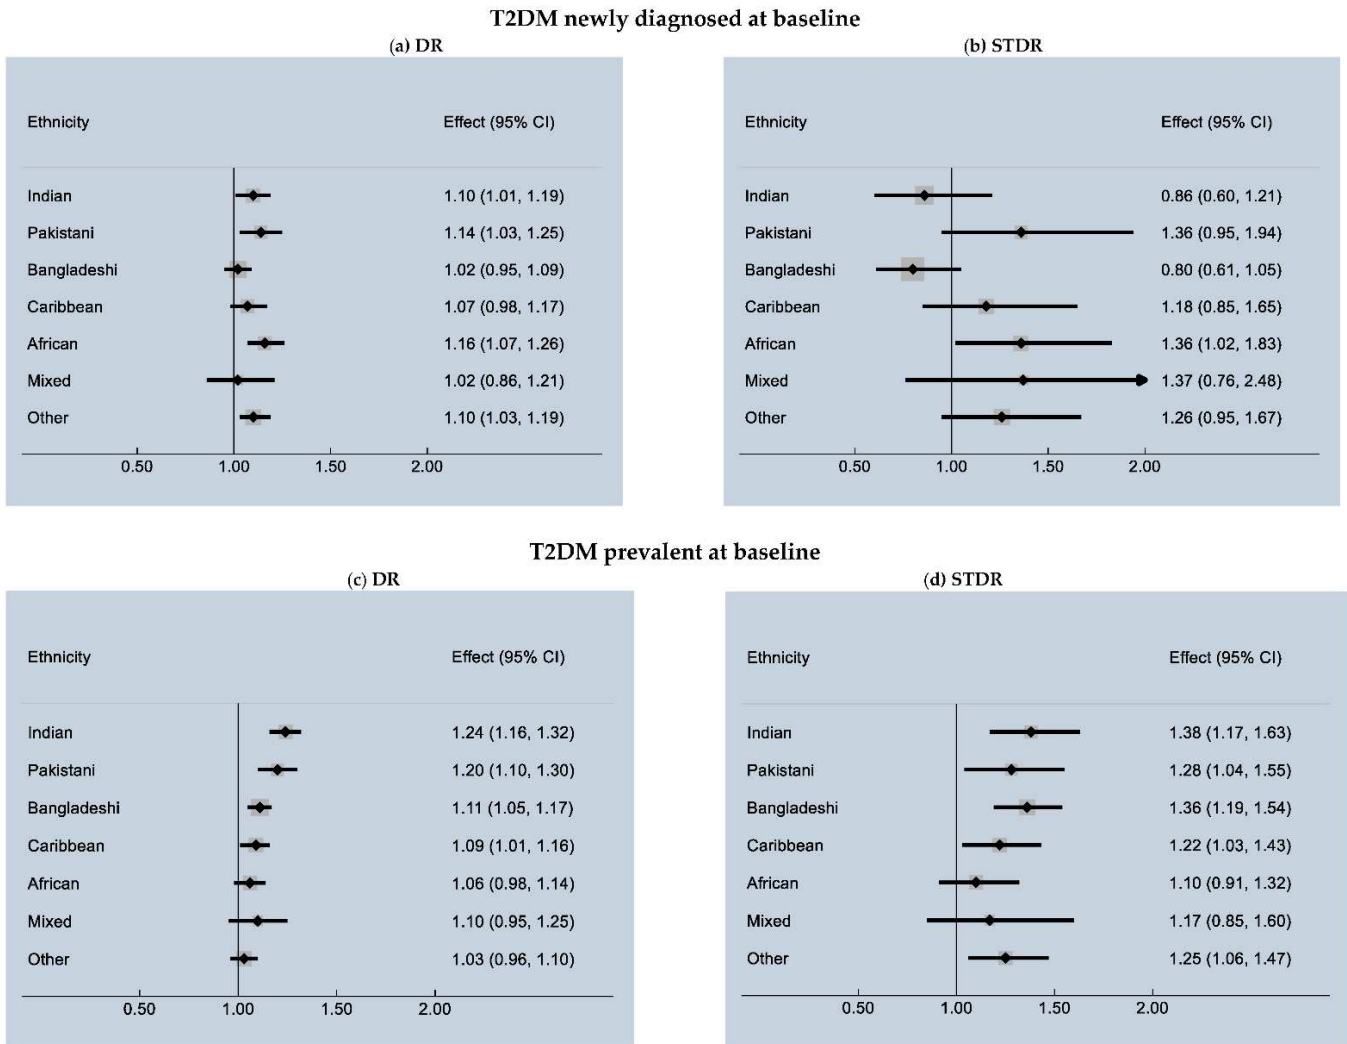 T2DM newly diagnosed at baseline
(a) DR
Ethnicity Effect (95% CI)
Indian 1.10 (1.01, 1.19)
Pakistani 1.14 (1.03, 1.25)
Bangladeshi 1.02 (0.95, 1.09)
Caribbean 1.07 (0.98, 1.17)
African 1.16 (1.07, 1.26)
Mixed 1.02 (0.86, 1.21)
Other 1.10 (1.03, 1.19)
0.50 1.00 1.50 2.00
(b) STDR
Ethnicity Effect (95% CI)
Indian 0.86 (0.60, 1.21)
Pakistani 1.36 (0.95, 1.94)
Bangladeshi 0.80 (0.61, 1.05)
Caribbean 1.18 (0.85, 1.65)
African 1.36 (1.02, 1.83)
Mixed 1.37 (0.76, 2.48)
Other 1.26 (0.95, 1.67)
0.50 1.00 1.50 2.00
T2DM prevalent at baseline
(c) DR
Ethnicity Effect (95% CI)
Indian 1.24 (1.16, 1.32)
Pakistani 1.20 (1.10, 1.30)
Bangladeshi 1.11 (1.05, 1.17)
Caribbean 1.09 (1.01, 1.16)
African 1.06 (0.98, 1.14)
Mixed 1.10 (0.95, 1.25)
Other 1.03 (0.96, 1.10)
0.50 1.00 1.50 2.00
(d) STDR
Ethnicity Effect (95% CI)
Indian 1.38 (1.17, 1.63)
Pakistani 1.28 (1.04, 1.55)
Bangladeshi 1.36 (1.19, 1.54)
Caribbean 1.22 (1.03, 1.43)
African 1.10 (0.91, 1.32)
Mixed 1.17 (0.85, 1.60)
Other 1.25 (1.06, 1.47)
0.50 1.00 1.50 2.00